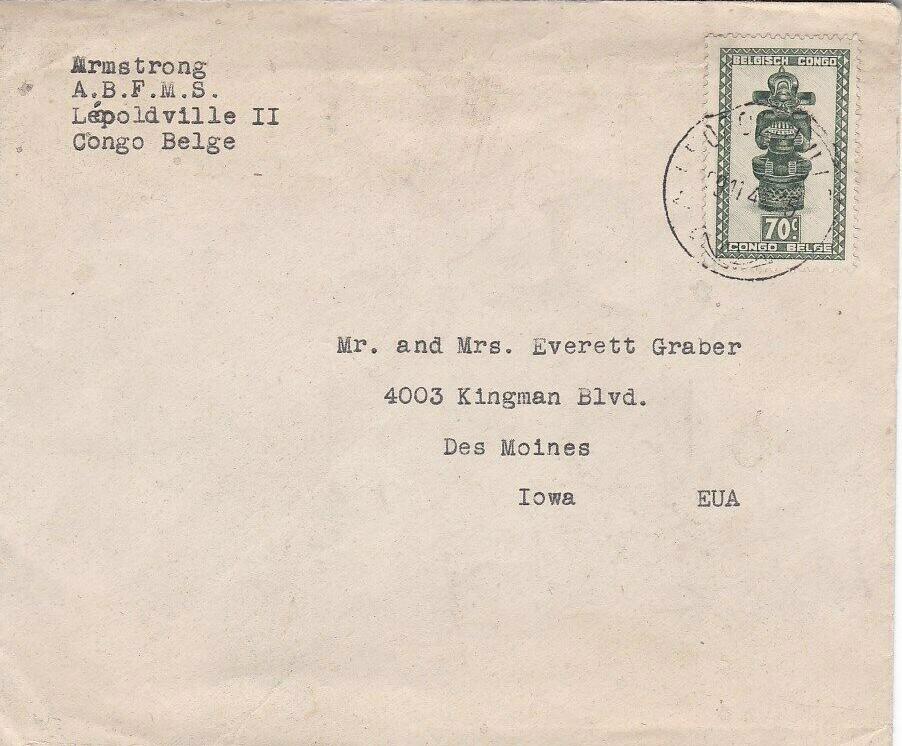 Armstrong
A.B.F.M.S.
Lépoldville II
Congo Belge
BELGISCH CONGO
70c
CONGO BELGE
Mr. and Mrs. Everett Graber
4003 Kingman Blvd.
Des Moines
Iowa EUA